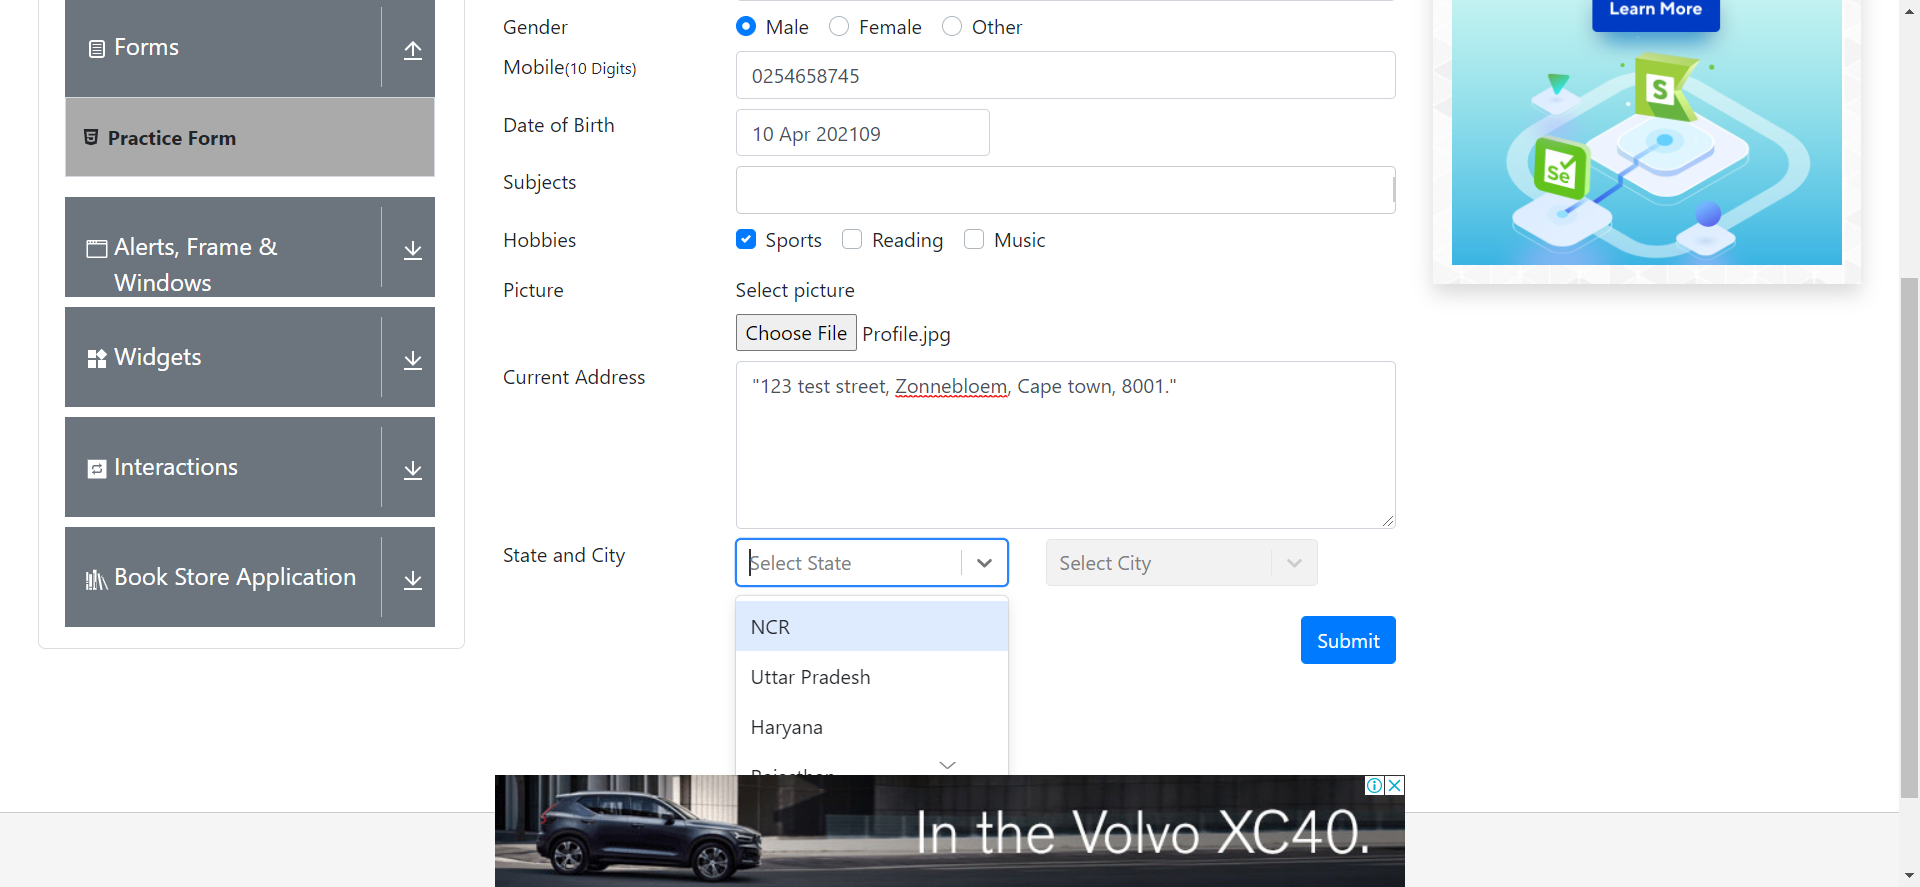 Forms
Practice Form
Alerts, Frame &
Windows
Widgets
Interactions
Book Store Application
Gender
Male Female Other
Mobile(10 Digits)
0254658745
Date of Birth
10 Apr 202109
Subjects
Hobbies
Sports Reading Music
Picture
Select picture
Choose File Profile.jpg
Current Address
"123 test street, Zonnebloem, Cape town, 8001."
State and City
Select State
Select City
NCR
Uttar Pradesh
Haryana
Rajasthan
Submit
Learn More
S
Se
In the Volvo XC40.